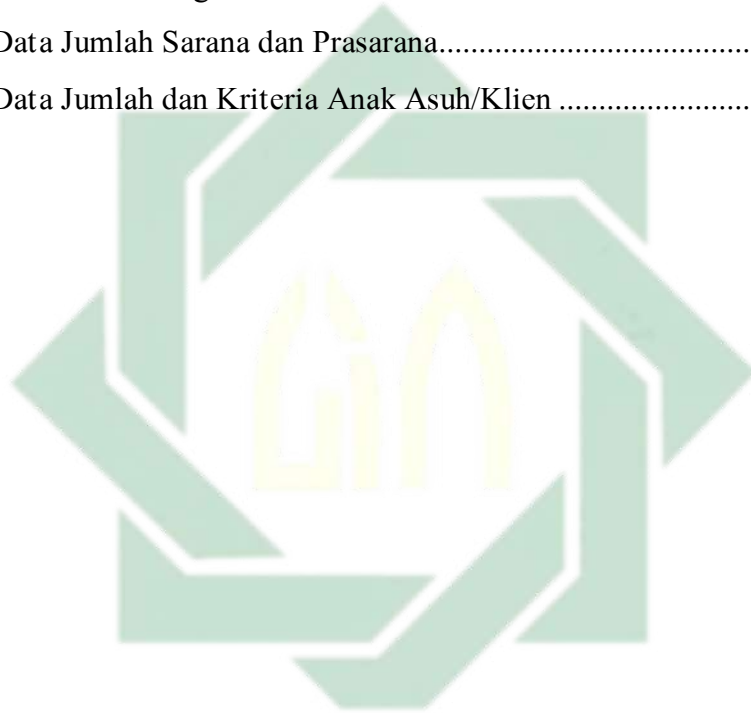 Data Jumlah Sarana dan Prasarana.......................................
Data Jumlah dan Kriteria Anak Asuh/Klien ........................